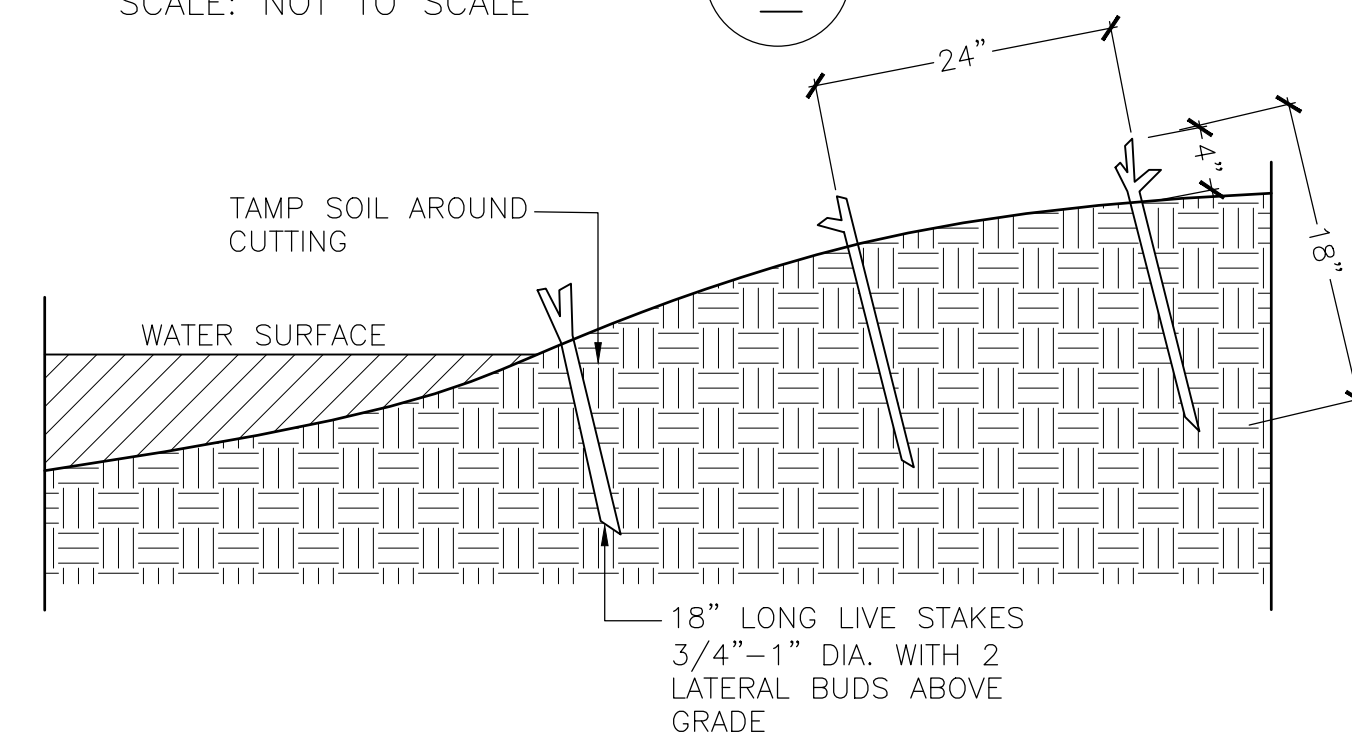 SCALE: NOT TO SCALE
24”
4”
18”
TAMP SOIL AROUND
CUTTING
WATER SURFACE
18” LONG LIVE STAKES
3/4”–1” DIA. WITH 2
LATERAL BUDS ABOVE
GRADE